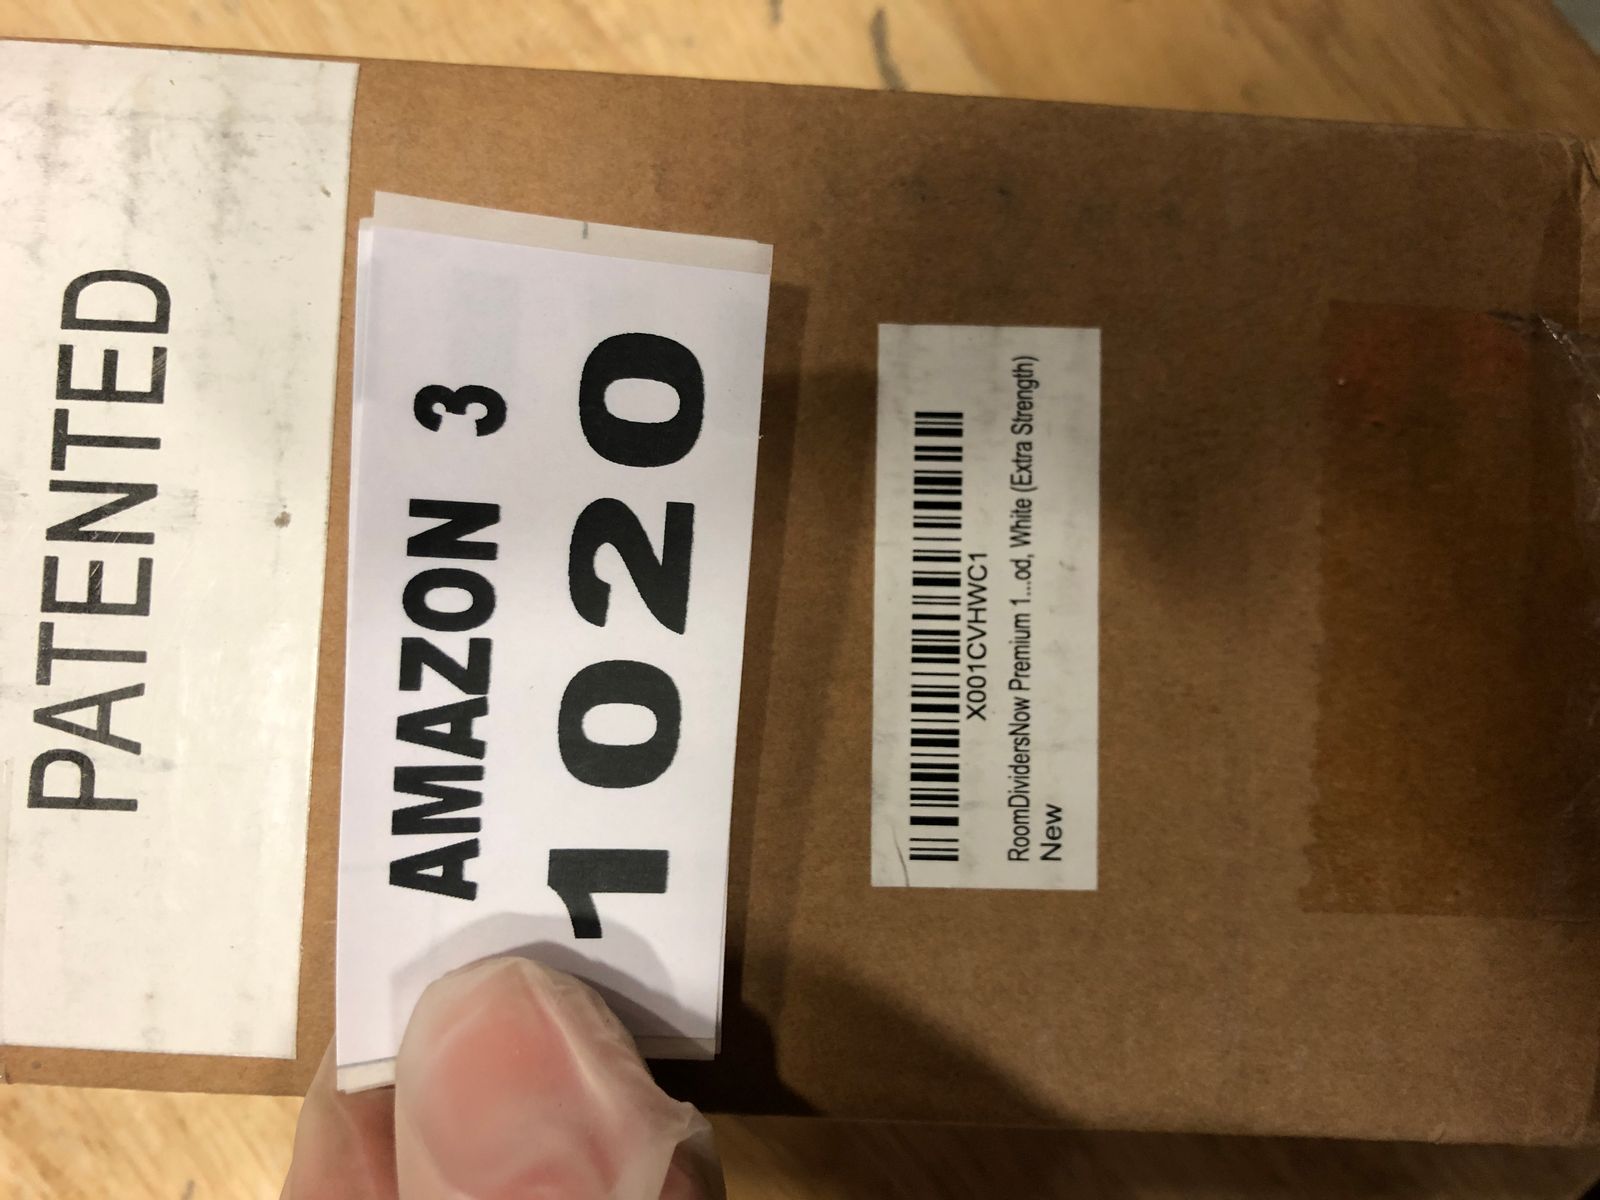 PATENTED
AMAZON 3
1020
X001CVHWC1
RoomDividersNow Premium 1...od, White (Extra Strength)
New